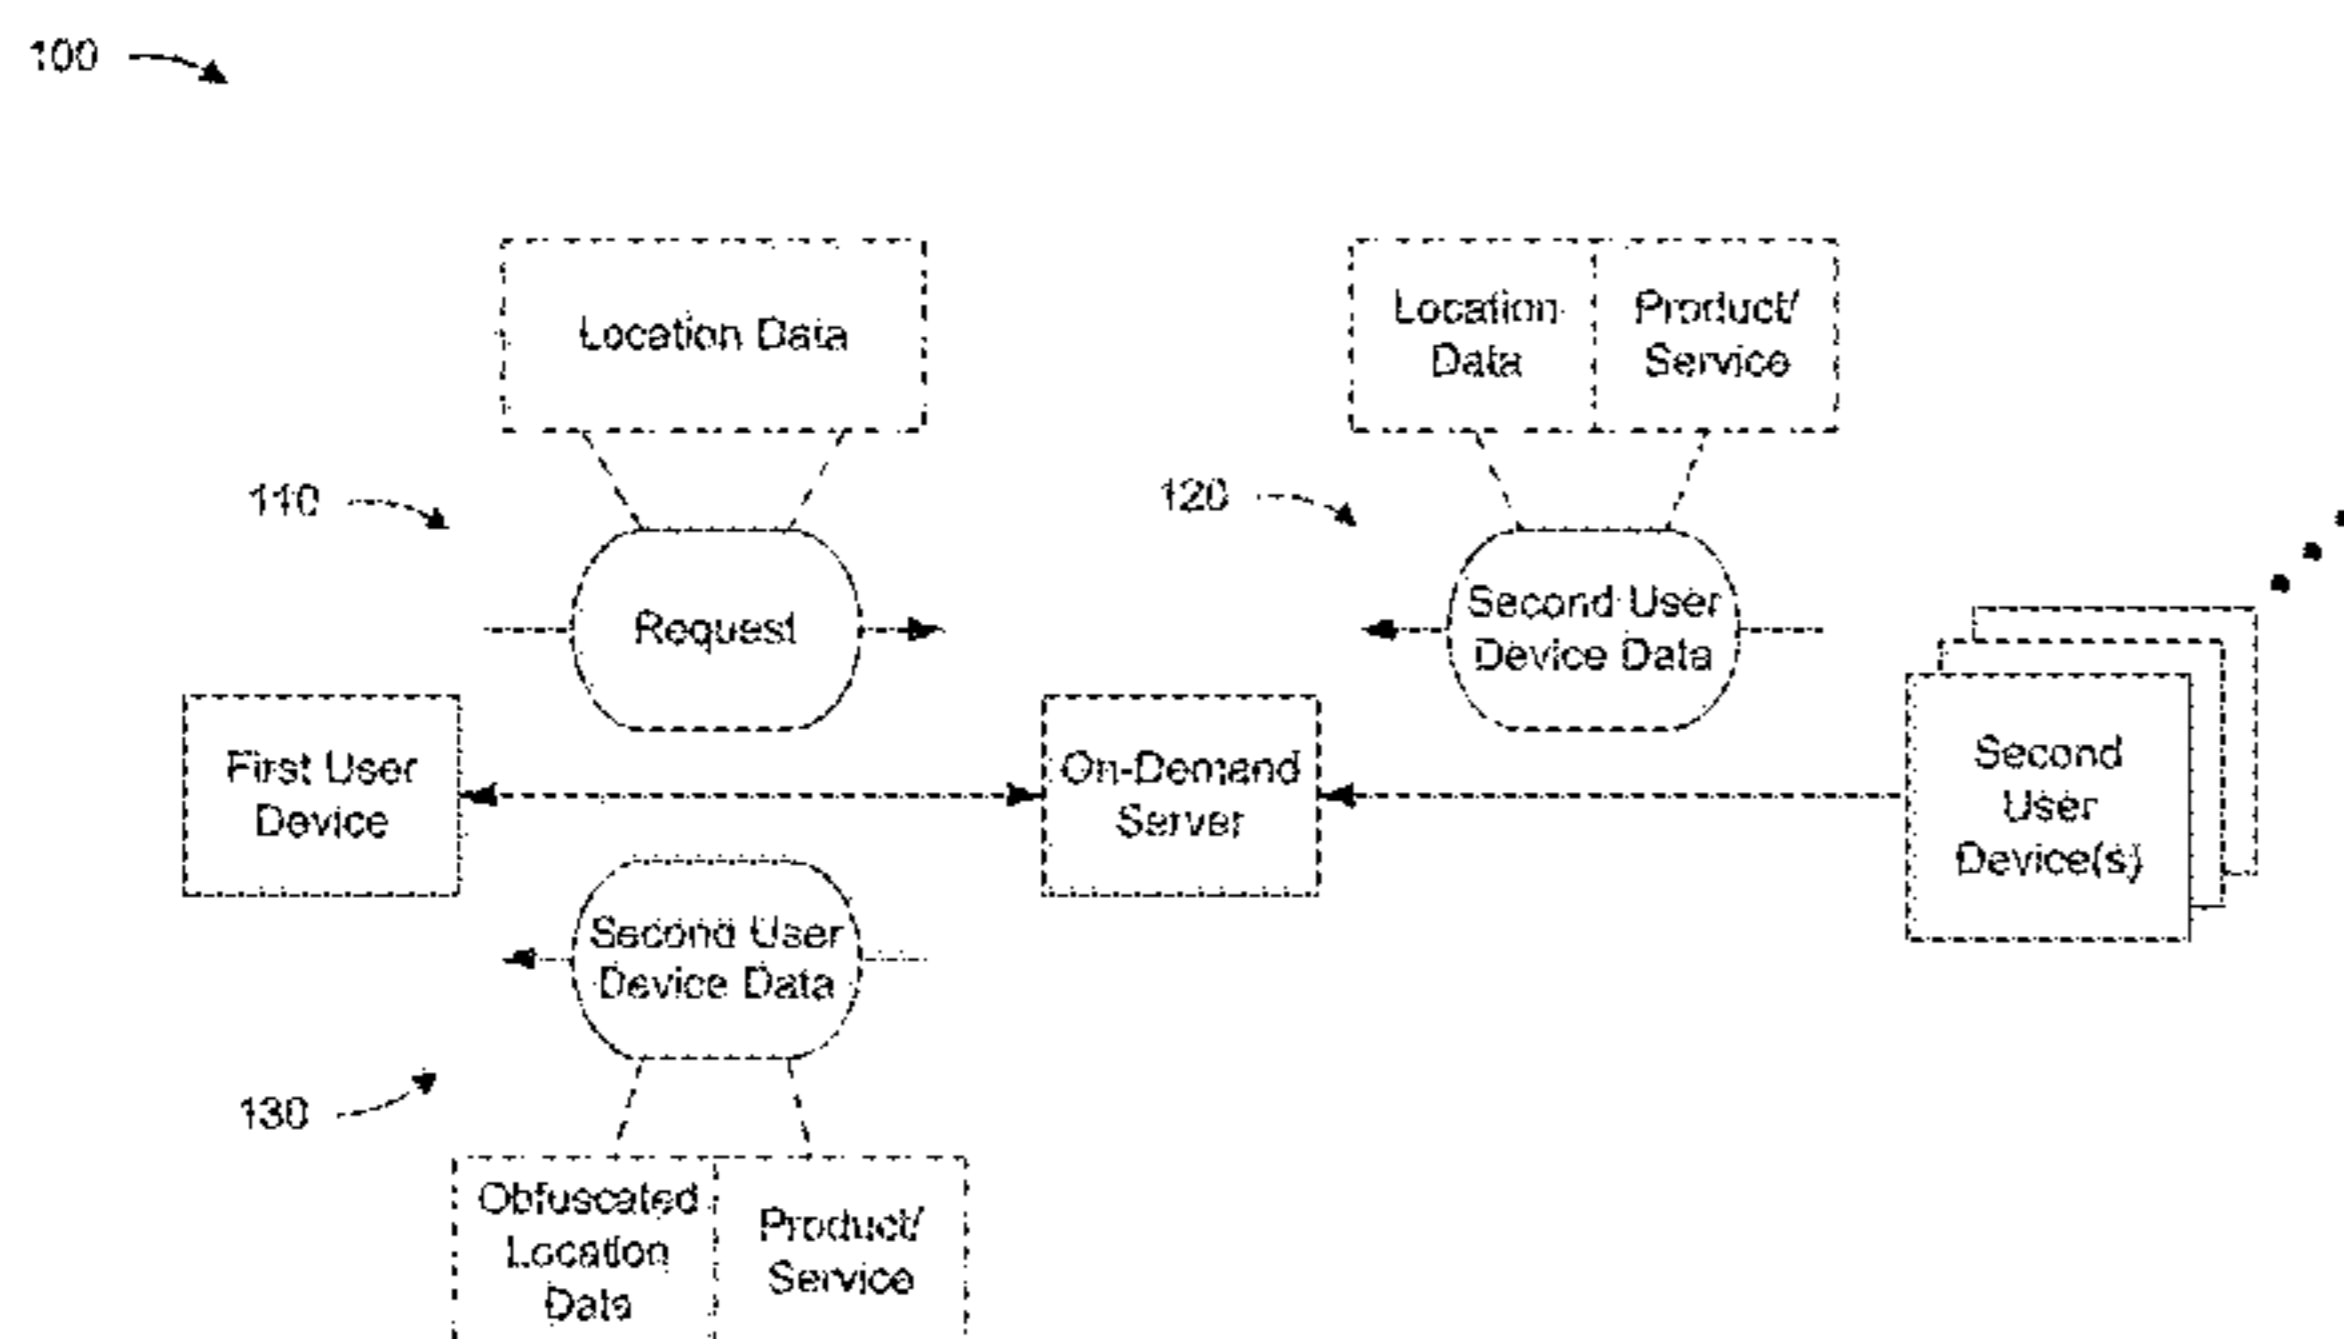 100
Location Data
Location
Data
Product/
Service
110
120
Request
Second User
Device Data
First User
Device
On-Demand
Server
Second
User
Device(s)
Second User
Device Data
130
Obfuscated
Location
Data
Product/
Service